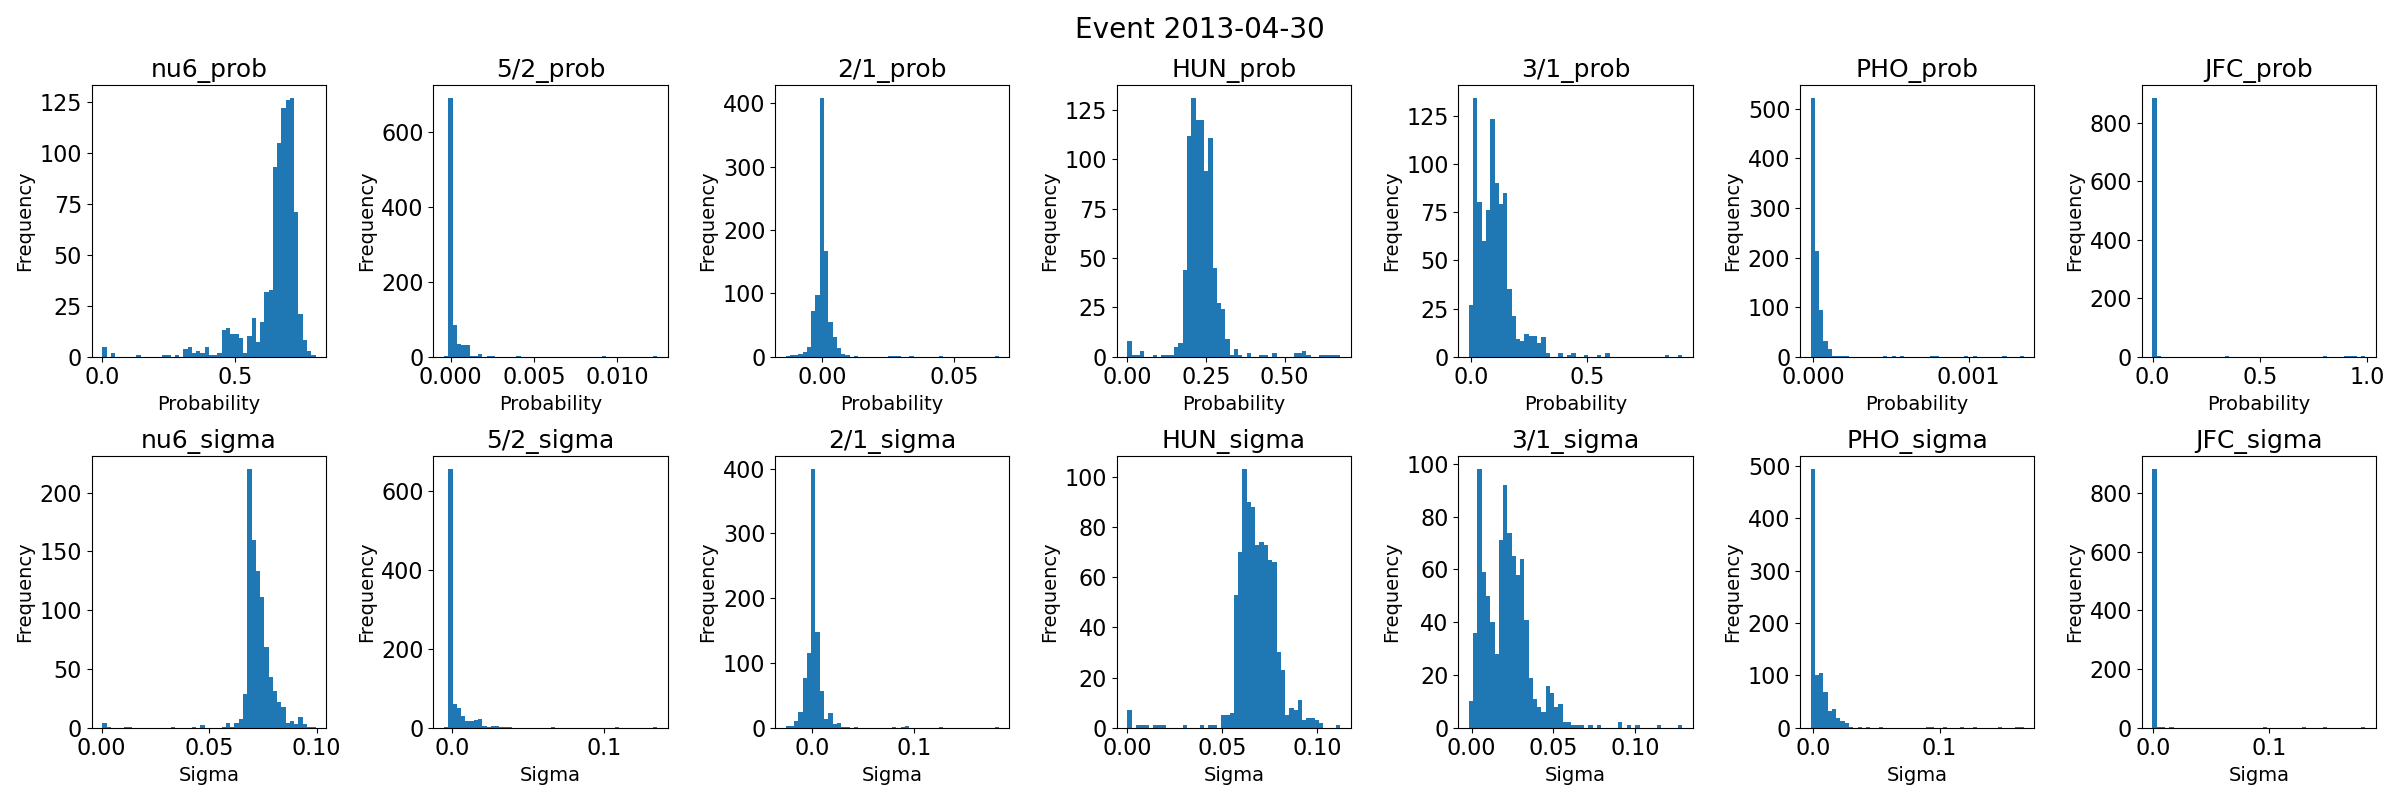 Event 2013-04-30
nu6_prob
5/2_prob
2/1_prob
HUN_prob
3/1_prob
PHO_prob
JFC_prob
Frequency
125
100
75
50
25
0
0.0 0.5
Probability
Frequency
600
400
200
0
0.000 0.005 0.010
Probability
Frequency
400
300
200
100
0
0.00 0.05
Probability
Frequency
125
100
75
50
25
0
0.00 0.25 0.50
Probability
Frequency
125
100
75
50
25
0
0.0 0.5
Probability
Frequency
500
400
300
200
100
0
0.000 0.001
Probability
Frequency
800
600
400
200
0
0.0 0.5 1.0
Probability
nu6_sigma
5/2_sigma
2/1_sigma
HUN_sigma
3/1_sigma
PHO_sigma
JFC_sigma
Frequency
200
150
100
50
0
0.00 0.05 0.10
Sigma
Frequency
600
400
200
0
0.0 0.1
Sigma
Frequency
400
300
200
100
0
0.0 0.1
Sigma
Frequency
100
80
60
40
20
0
0.00 0.05 0.10
Sigma
Frequency
100
80
60
40
20
0
0.00 0.05 0.10
Sigma
Frequency
500
400
300
200
100
0
0.0 0.1
Sigma
Frequency
800
600
400
200
0
0.0 0.1
Sigma